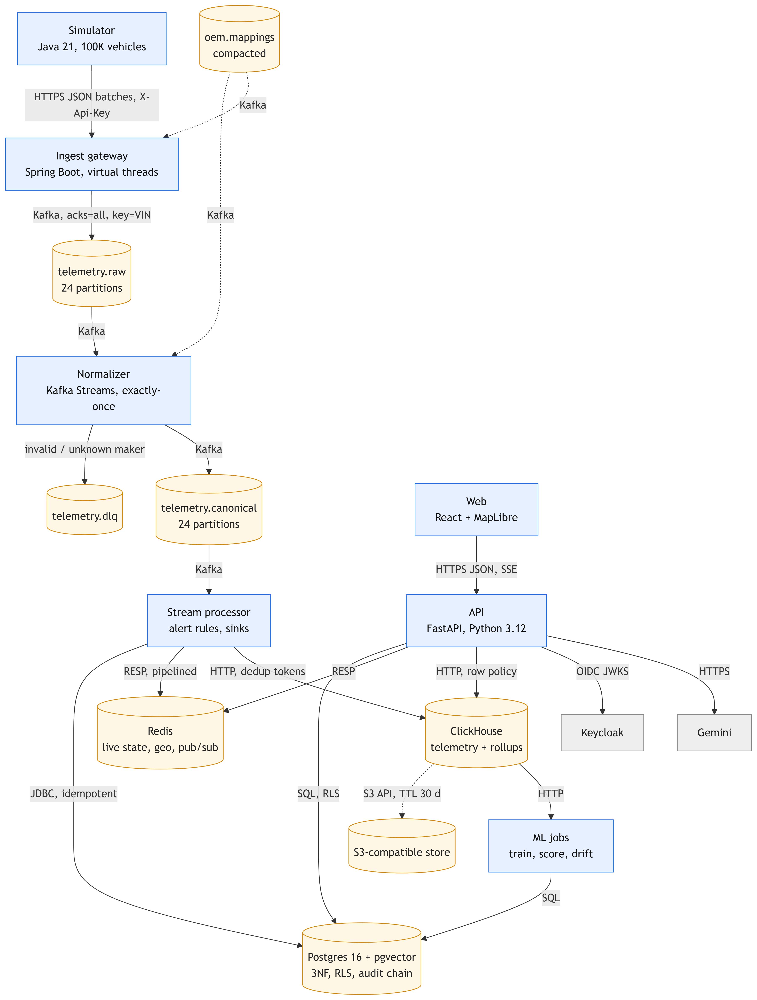 Simulator
Java 21, 100K vehicles
oem.mappings
compacted
HTTPS JSON batches, X-
Api-Key
Kafka
Ingest gateway
Spring Boot, virtual threads
Kafka, acks=all, key=VIN
Kafka
telemetry.raw
24 partitions
Kafka
Normalizer
Kafka Streams, exactly-
once
invalid / unknown maker
Kafka
telemetry.dlq
telemetry.canonical
24 partitions
Web
React + MapLibre
Kafka
HTTPS JSON, SSE
Stream processor
alert rules, sinks
API
FastAPI, Python 3.12
RESP, pipelined
HTTP, dedup tokens
RESP
HTTP, row policy
OIDC JWKS
HTTPS
Redis
live state, geo, pub/sub
ClickHouse
telemetry + rollups
Keycloak
Gemini
JDBC, idempotent
SQL, RLS
S3 API, TTL 30 d
HTTP
S3-compatible store
ML jobs
train, score, drift
SQL
Postgres 16 + pgvector
3NF, RLS, audit chain